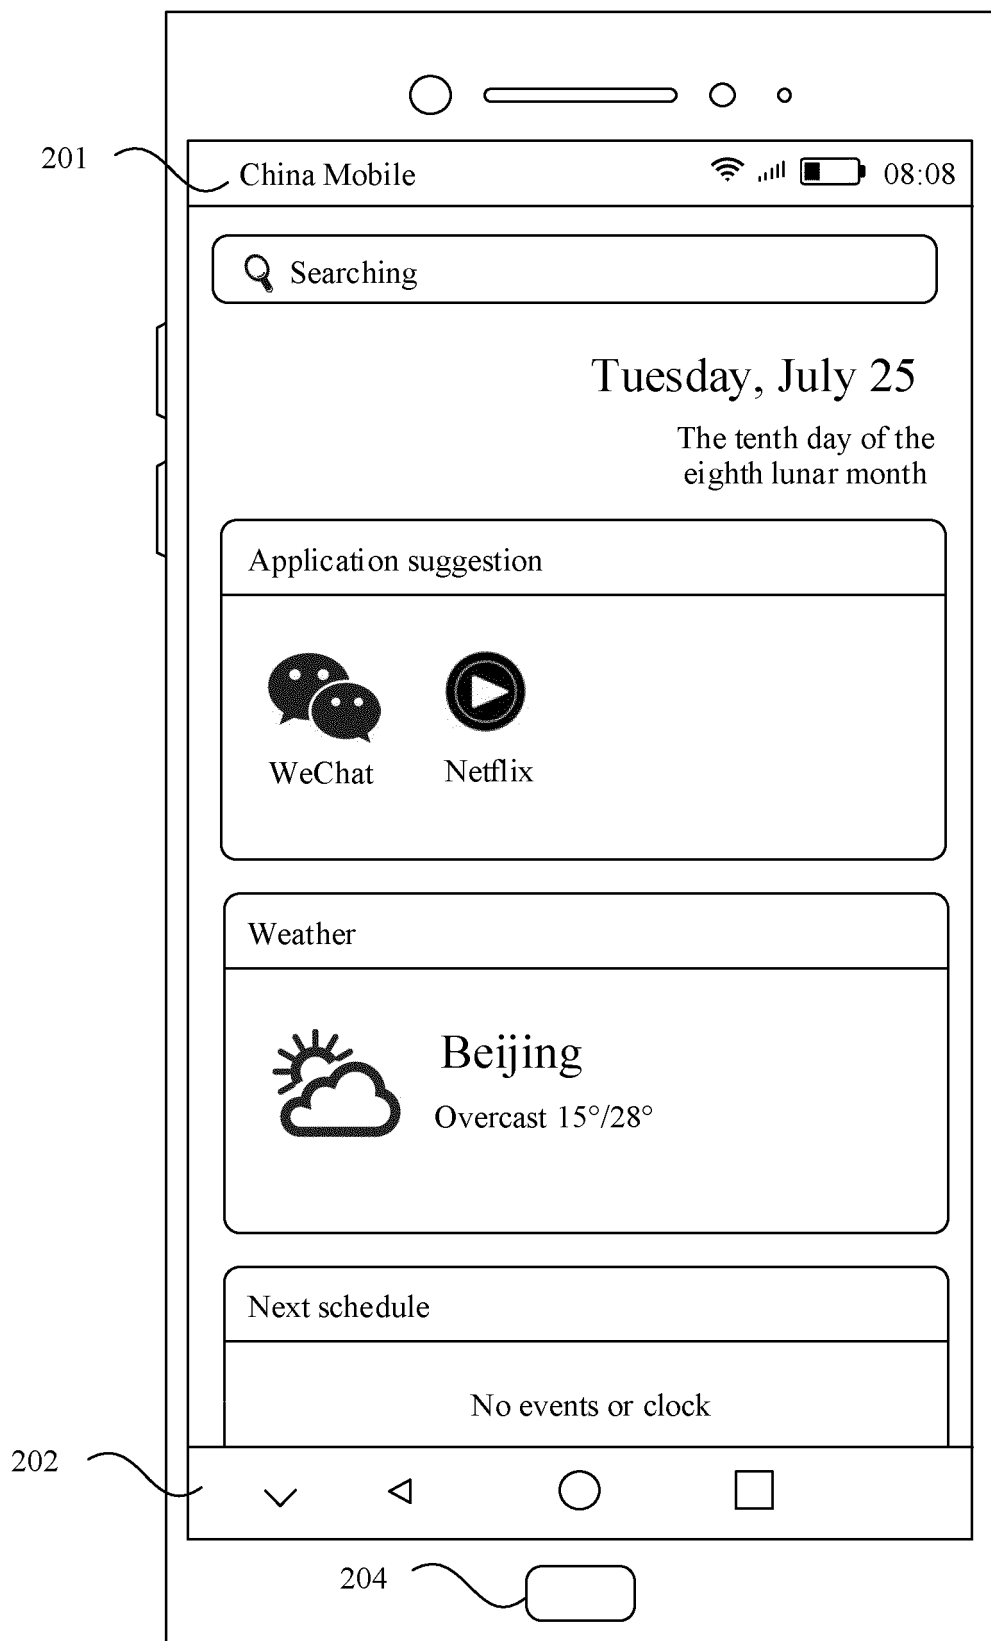 201
China Mobile
08:08
Searching
Tuesday, July 25
The tenth day of the
eighth lunar month
Application suggestion
WeChat
Netflix
Weather
Beijing
Overcast 15°/28°
Next schedule
No events or clock
202
204